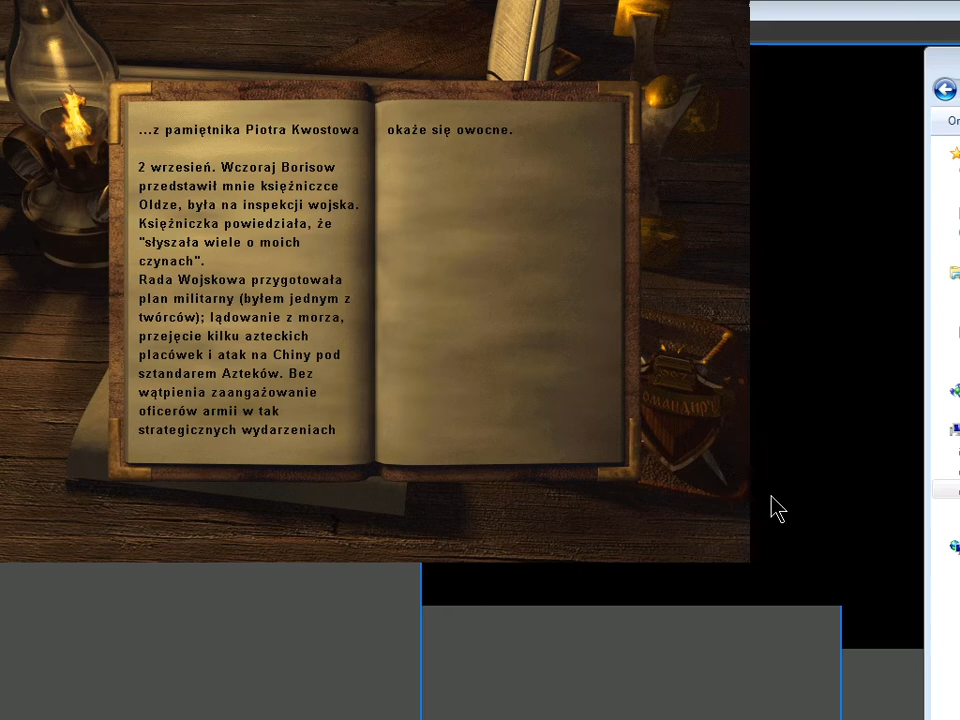 ...z pamiętnika Piotra Kwostowa
2 wrzesień. Wczoraj Borisow
przedstawił mnie księżniczce
Oldze, była na inspekcji wojska.
Księżniczka powiedziała, że
"słyszała wiele o moich
czynach".
Rada Wojskowa przygotowała
plan militarny (byłem jednym z
twórców); lądowanie z morza,
przejęcie kilku azteckich
placówek i atak na Chiny pod
sztandarem Azteków. Bez
wątpienia zaangażowanie
oficerów armii w tak
strategicznych wydarzeniach
okaże się owocne.
Or